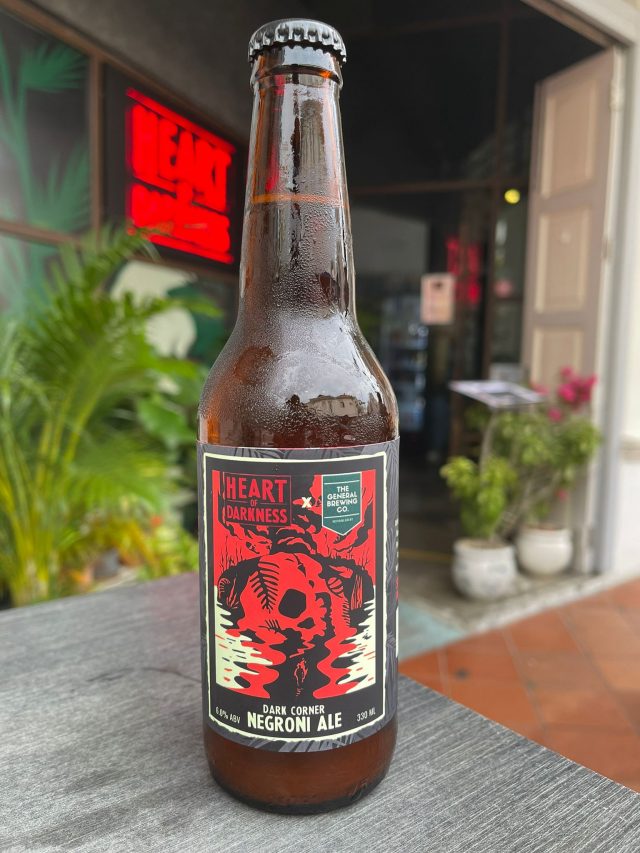 HEART
HEART
OF
DARKNESS
X
THE
GENERAL
BREWING
CO.
DARK CORNER
6.8% ABV NEGRONI ALE 330 ML